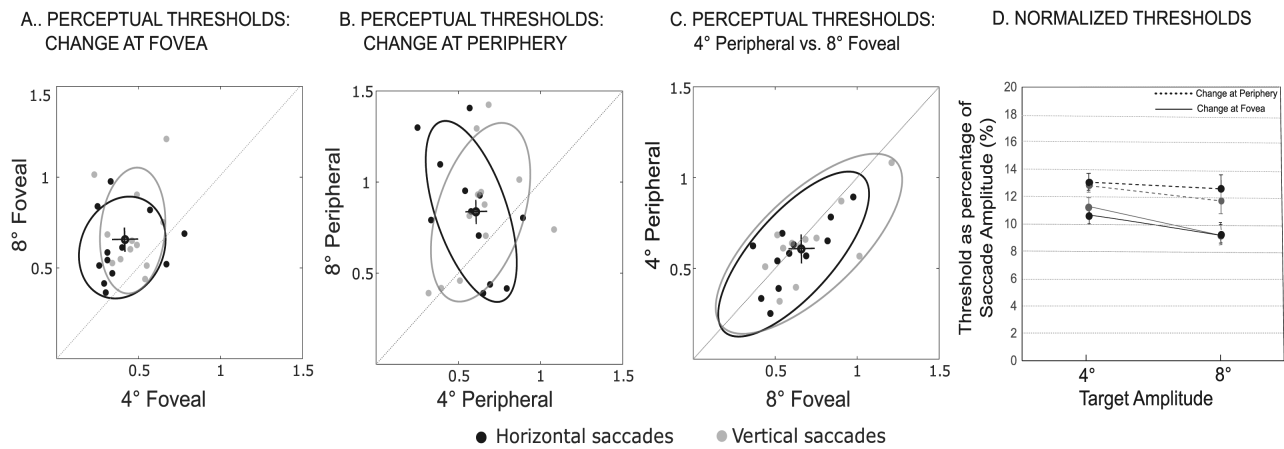 A.. PERCEPTUAL THRESHOLDS:
CHANGE AT FOVEA
B. PERCEPTUAL THRESHOLDS:
CHANGE AT PERIPHERY
C. PERCEPTUAL THRESHOLDS:
4° Peripheral vs. 8° Foveal
D. NORMALIZED THRESHOLDS
1.5
1
0.5
8° Foveal
0.5
1
1.5
4° Foveal
1.5
1
0.5
8° Peripheral
0.5
1
1.5
4° Peripheral
1.5
1
0.5
4° Peripheral
0.5
1
1.5
8° Foveal
Threshold as percentage of
Saccade Amplitude (%)
20
18
16
14
12
10
8
6
4
2
0
Change at Periphery
Change at Fovea
4°
8°
Target Amplitude
Horizontal saccades
Vertical saccades